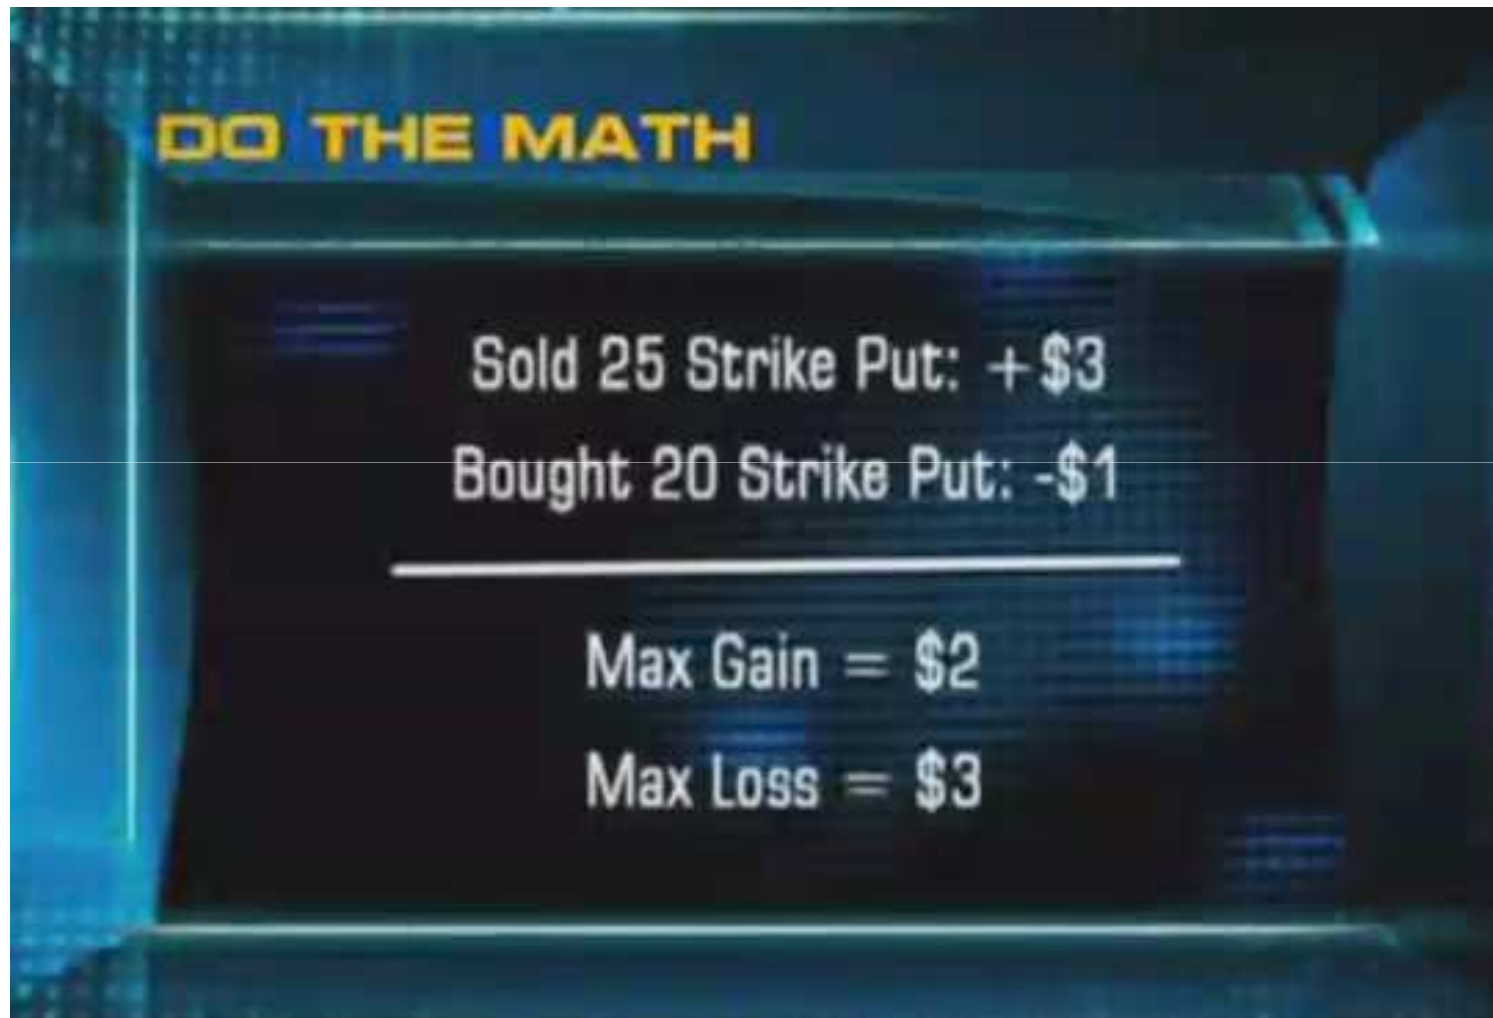 DO THE MATH
Sold 25 Strike Put: +$3
Bought 20 Strike Put: -$1
Max Gain = $2
Max Loss = $3